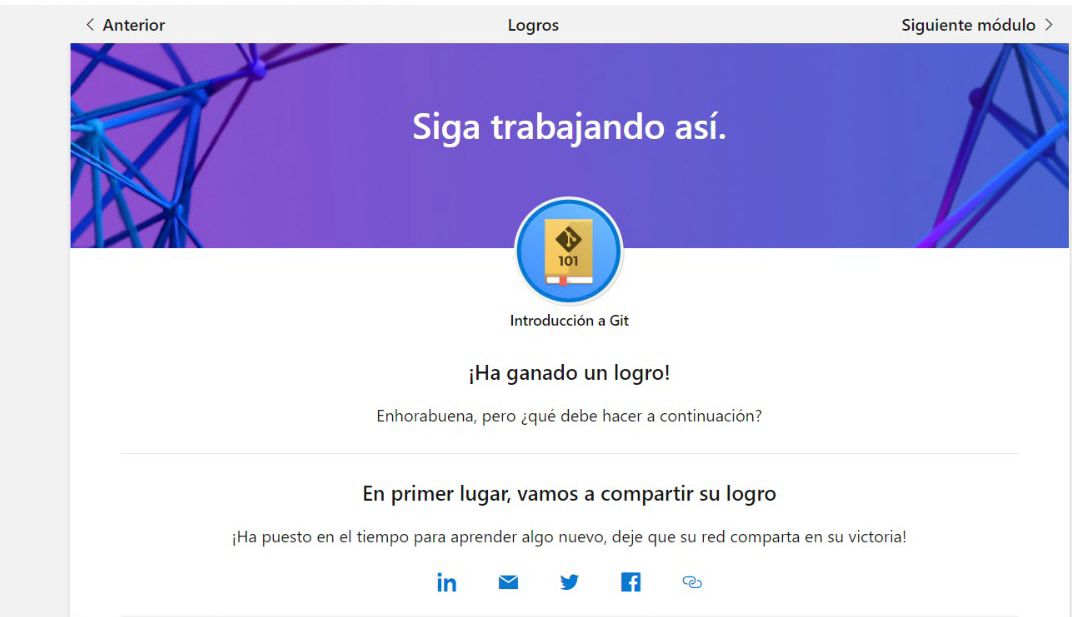 Anterior
Logros
Siguiente módulo
Siga trabajando así.
101
Introducción a Git
¡Ha ganado un logro!
Enhorabuena, pero ¿qué debe hacer a continuación?
En primer lugar, vamos a compartir su logro
¡Ha puesto en el tiempo para aprender algo nuevo, deje que su red comparta en su victoria!
in